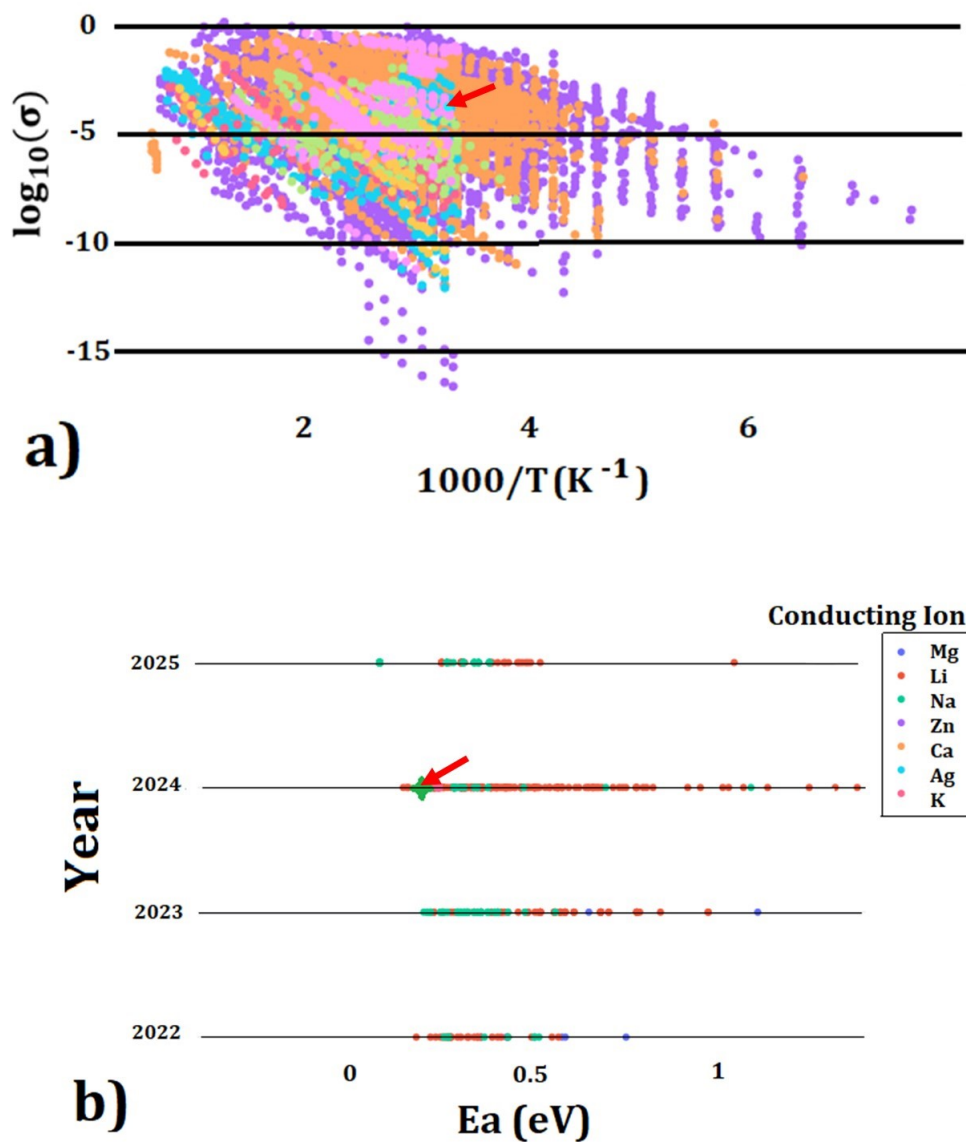 0
-5
-10
-15
log₁₀(σ)
2 4 6
1000/T(K⁻¹)
a)
Conducting Ion
Mg
Li
Na
Zn
Ca
Ag
K
2025
2024
2023
2022
Year
0 0.5 1
Ea (eV)
b)